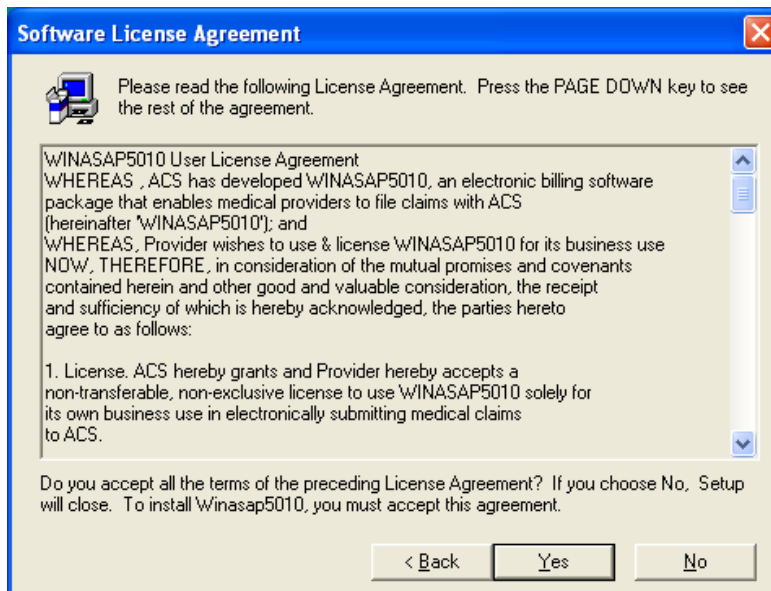 Software License Agreement
Please read the following License Agreement. Press the PAGE DOWN key to see
the rest of the agreement.
WINASAP5010 User License Agreement
WHEREAS , ACS has developed WINASAP5010, an electronic billing software
package that enables medical providers to file claims with ACS
(hereinafter 'WINASAP5010'); and
WHEREAS, Provider wishes to use & license WINASAP5010 for its business use
NOW, THEREFORE, in consideration of the mutual promises and covenants
contained herein and other good and valuable consideration, the receipt
and sufficiency of which is hereby acknowledged, the parties hereto
agree to as follows:
1. License. ACS hereby grants and Provider hereby accepts a
non-transferable, non-exclusive license to use WINASAP5010 solely for
its own business use in electronically submitting medical claims
to ACS.
Do you accept all the terms of the preceding License Agreement? If you choose No, Setup
will close. To install Winasap5010, you must accept this agreement.
< Back Yes No